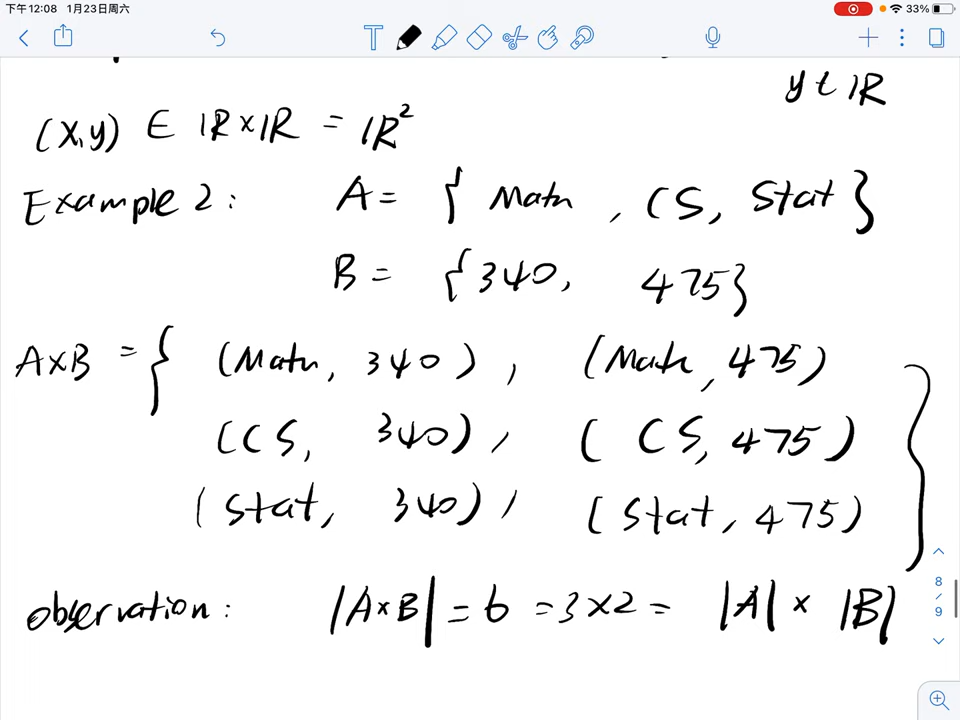 下午12:08 1月23日周六 33%
y ∈ ℝ
(x,y) ∈ ℝ×ℝ = ℝ²
Example 2: A = { Math, CS, Stat }
B = {340, 475}
A×B = { (Math, 340), (Math, 475)
(CS, 340), (CS, 475)
(Stat, 340), (Stat, 475) }
observation: |A×B| = 6 = 3×2 = |A| × |B|
8/9